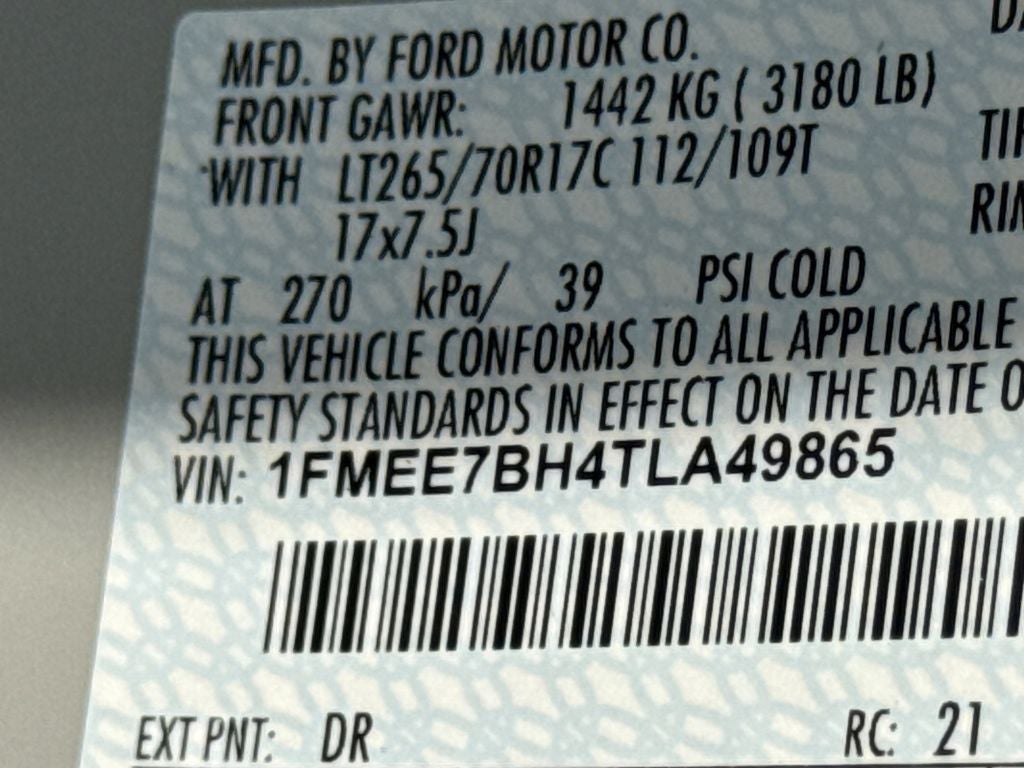 MFD. BY FORD MOTOR CO.
FRONT GAWR: 1442 KG ( 3180 LB)
WITH LT265/70R17C 112/109T
17x7.5J
RIM
AT 270 kPa/ 39 PSI COLD
THIS VEHICLE CONFORMS TO ALL APPLICABLE
SAFETY STANDARDS IN EFFECT ON THE DATE O
VIN: 1FMEE7BH4TLA49865
EXT PNT: DR RC: 21